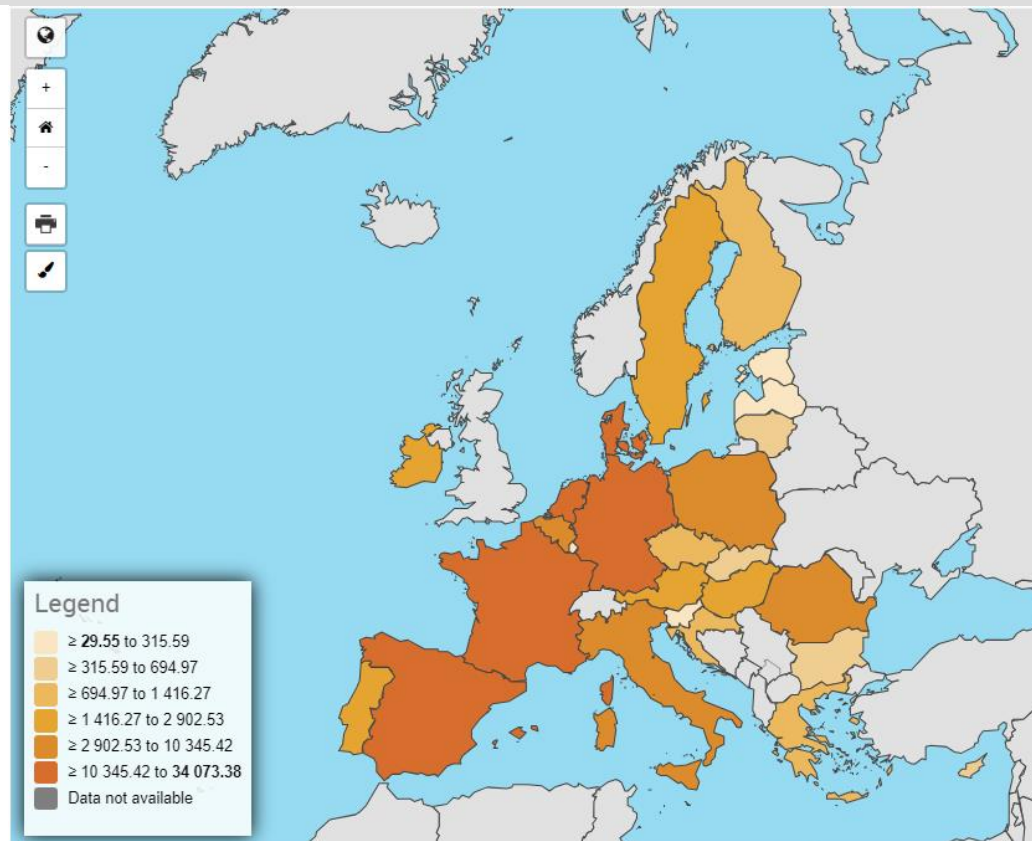 +
-
Legend
≥ 29.55 to 315.59
≥ 315.59 to 694.97
≥ 694.97 to 1 416.27
≥ 1 416.27 to 2 902.53
≥ 2 902.53 to 10 345.42
≥ 10 345.42 to 34 073.38
Data not available